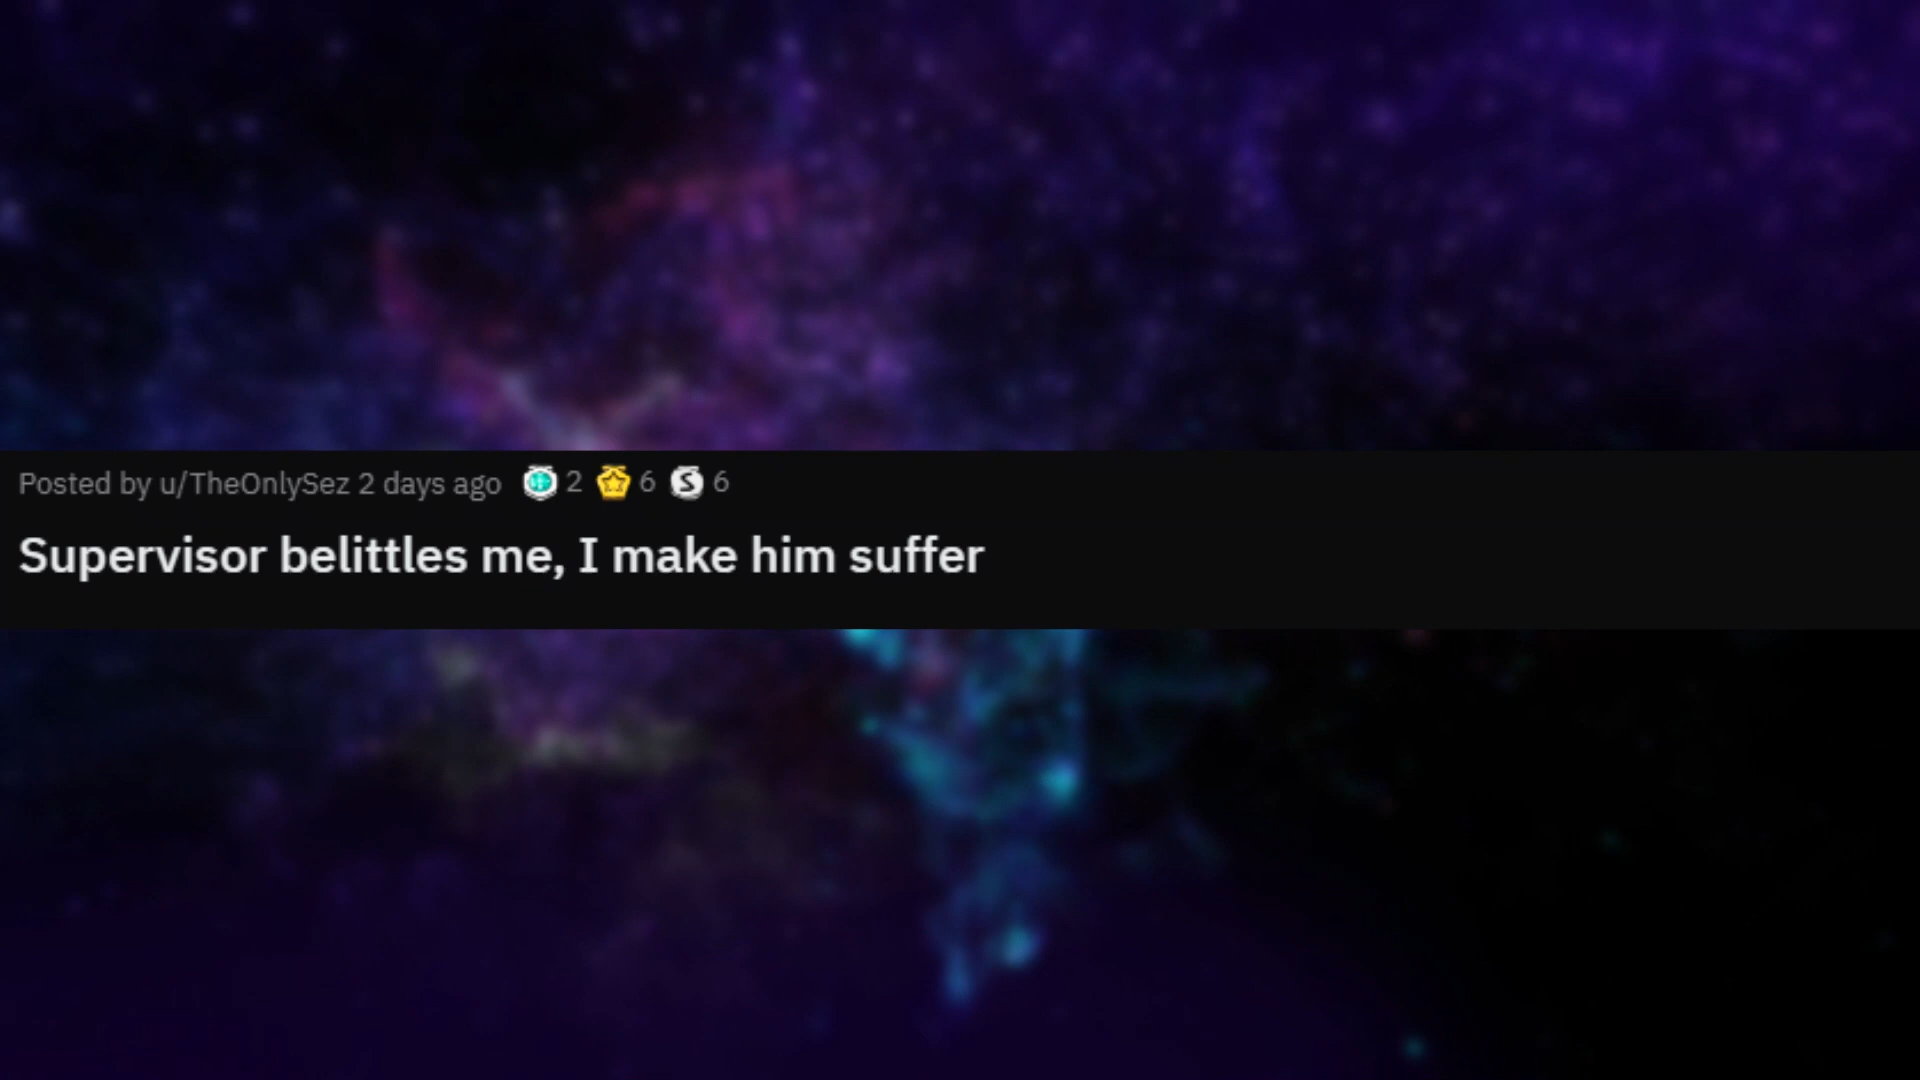 Posted by u/TheOnlySez 2 days ago 2 6 S 6
Supervisor belittles me, I make him suffer